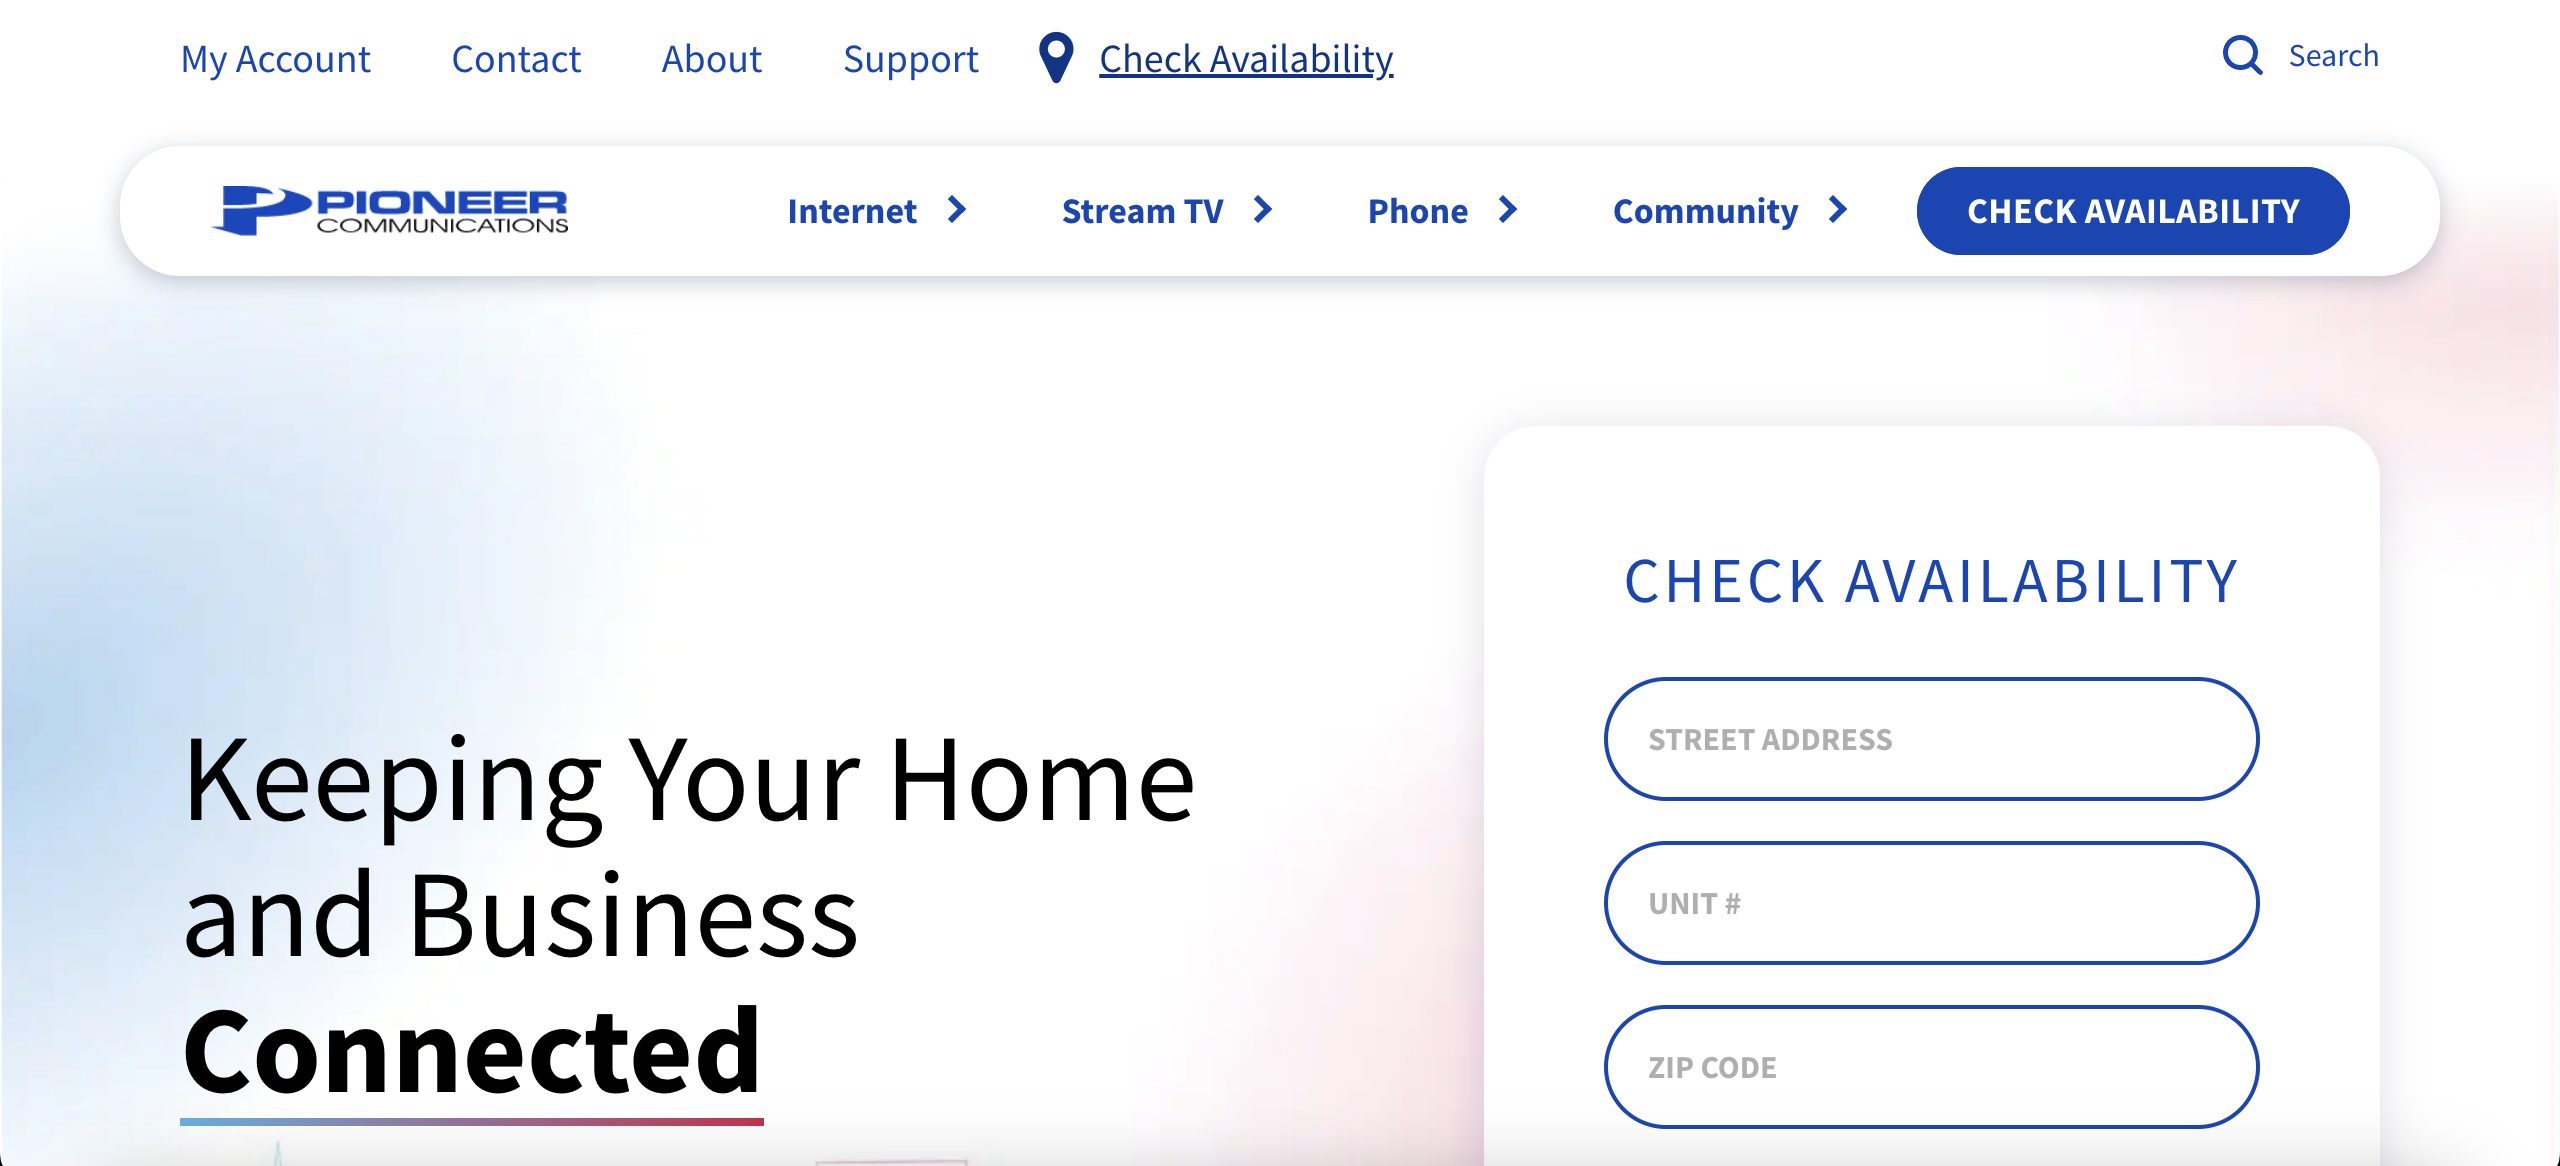 My Account Contact About Support Check Availability Search
PIONEER
COMMUNICATIONS
Internet Stream TV Phone Community CHECK AVAILABILITY
Keeping Your Home
and Business
Connected
CHECK AVAILABILITY
STREET ADDRESS
UNIT #
ZIP CODE